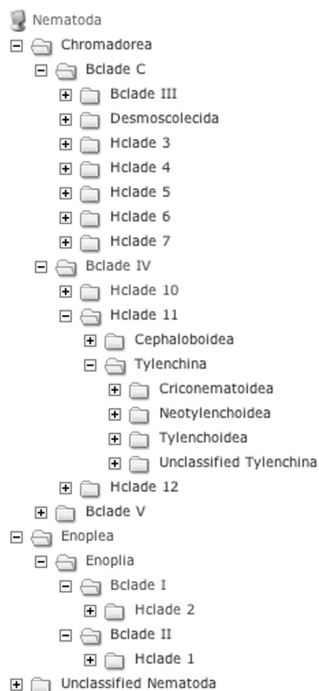 Nematoda
Chromadorea
Bclade C
Bclade III
Desmoscolecida
Hclade 3
Hclade 4
Hclade 5
Hclade 6
Hclade 7
Bclade IV
Hclade 10
Hclade 11
Cephaloboidea
Tylenchina
Criconematoidea
Neotylenchoidea
Tylenchoidea
Unclassified Tylenchina
Hclade 12
Bclade V
Enoplea
Enoplia
Bclade I
Hclade 2
Bclade II
Hclade 1
Unclassified Nematoda